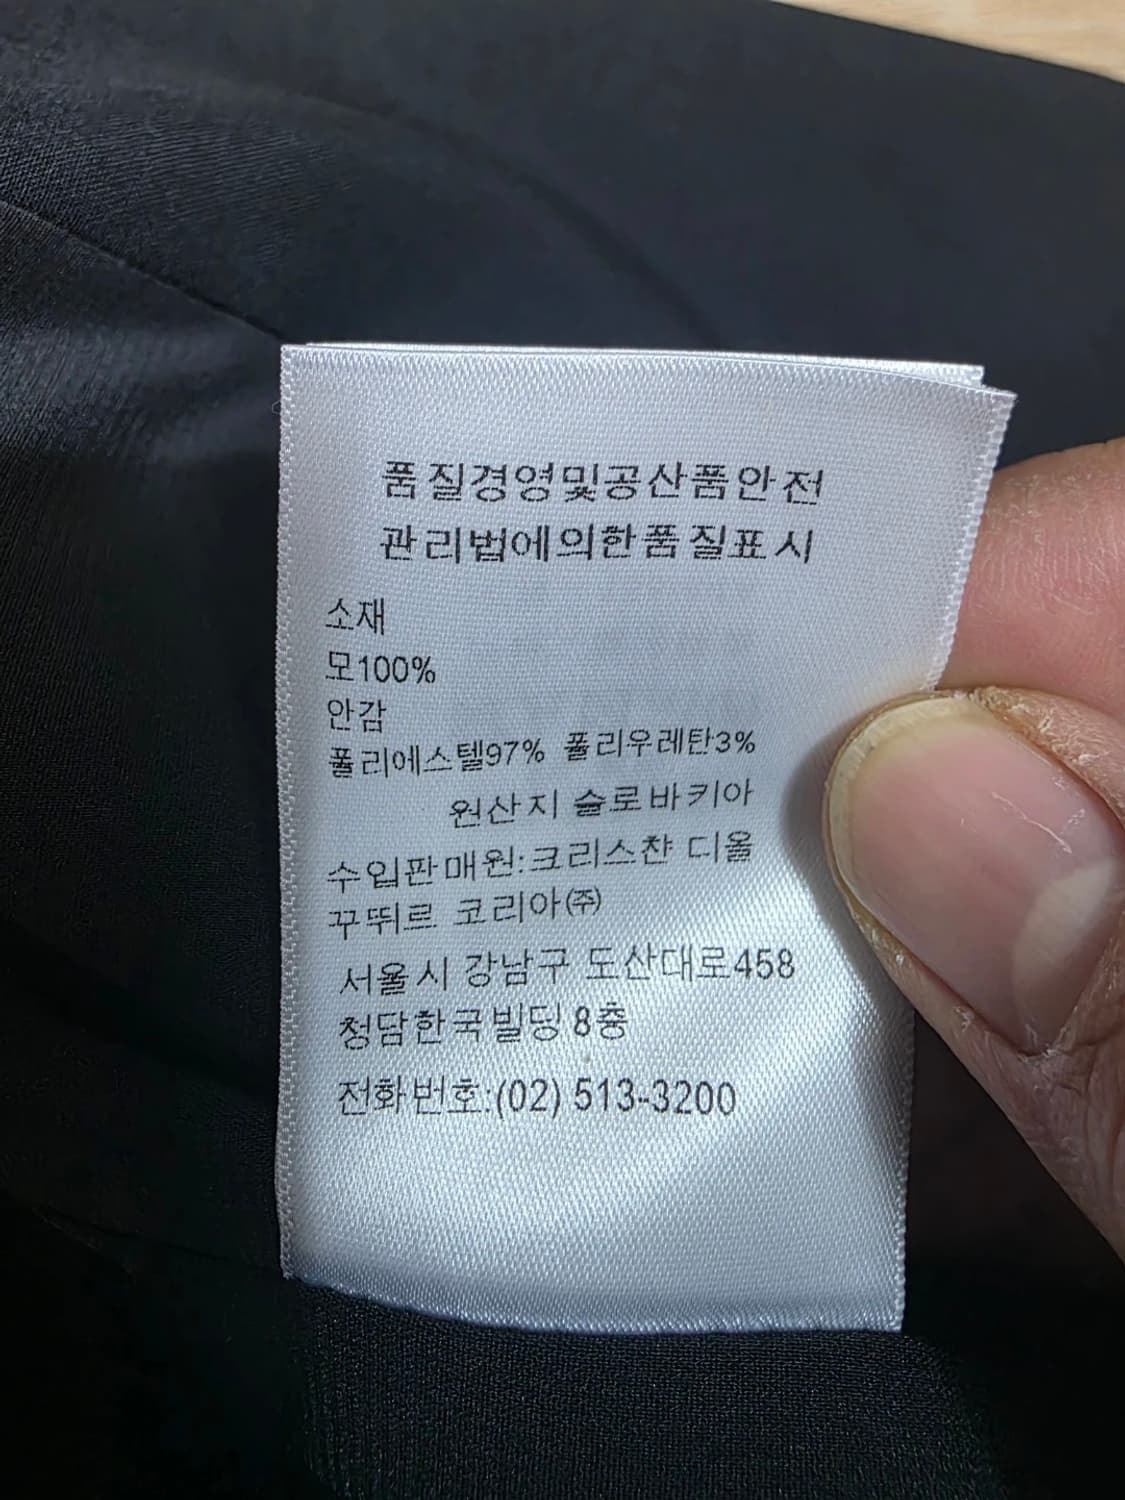 품질경영및공산품안전
관리법에의한품질표시
소재
모100%
안감
폴리에스텔97% 폴리우레탄3%
원산지 슬로바키아
수입판매원:크리스챤 디올
꾸뛰르 코리아㈜
서울시 강남구 도산대로458
청담한국빌딩 8층
전화번호:(02) 513-3200